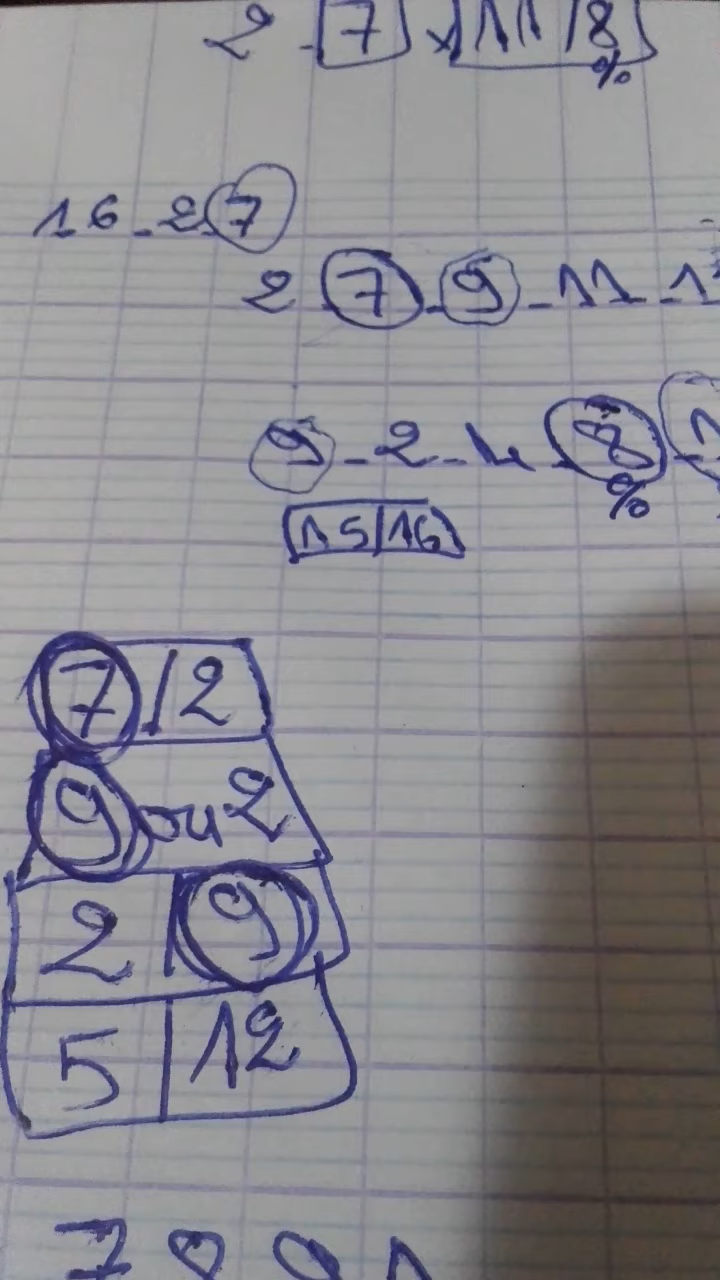 2 - 7 x 11/8
%
16 - 2 - 7
2 - 7 - 9 - 11 - 1
9 - 2 - 4 - 8 -
%
15/16
7/2
9 ou 2
2 | 9
5 | 12